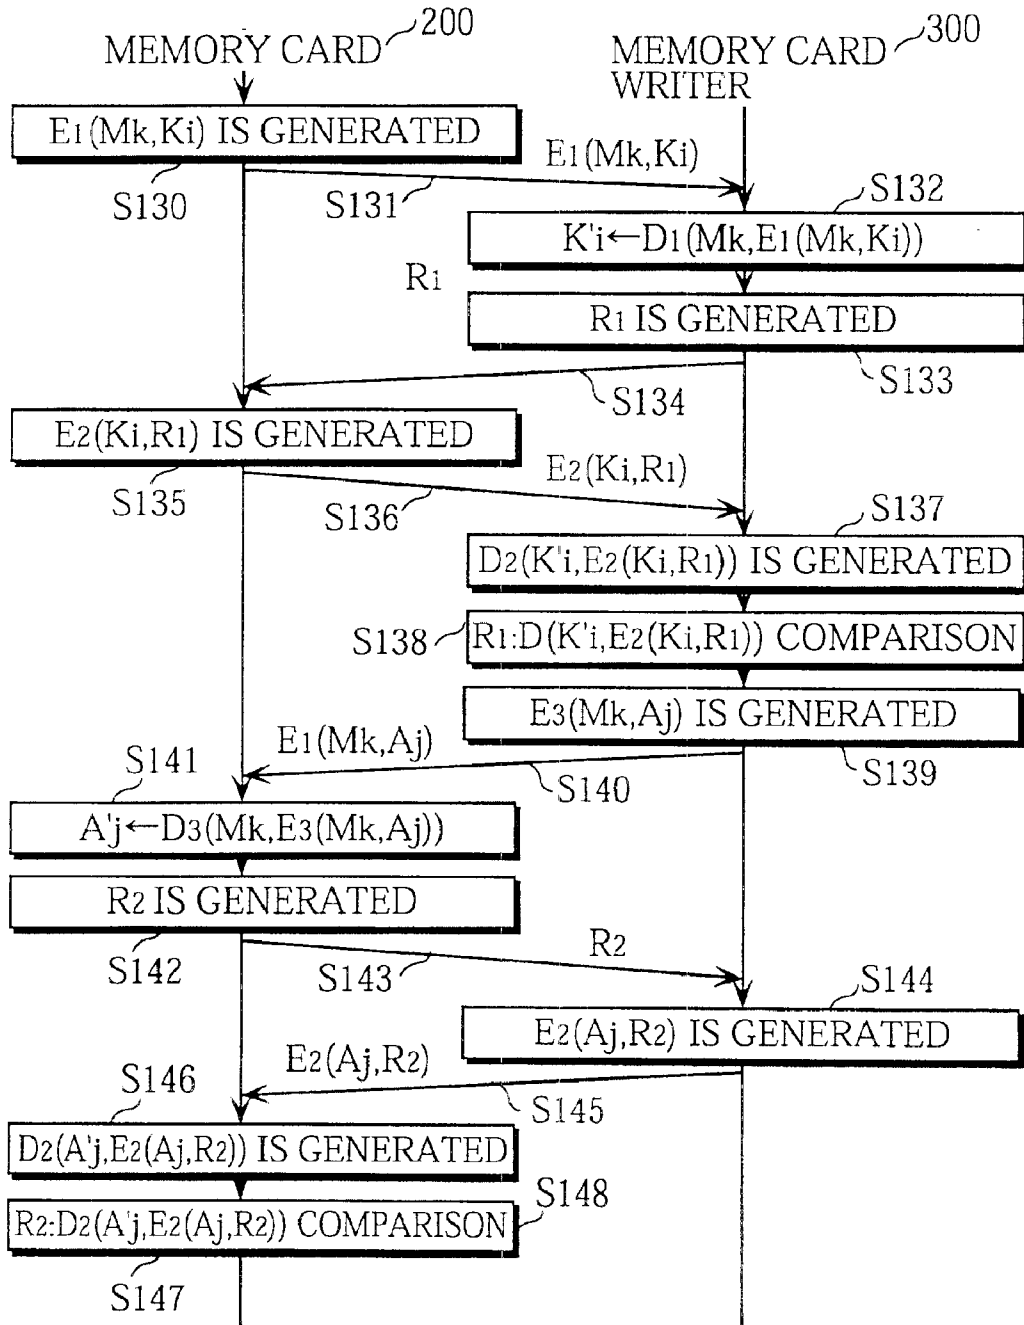 200
MEMORY CARD
300
MEMORY CARD
WRITER
E1(Mk,Ki) IS GENERATED
E1(Mk,Ki)
S130
S131
S132
K'i←D1(Mk,E1(Mk,Ki))
R1
R1 IS GENERATED
S133
S134
E2(Ki,R1) IS GENERATED
E2(Ki,R1)
S135
S136
S137
D2(K'i,E2(Ki,R1)) IS GENERATED
S138
R1:D(K'i,E2(Ki,R1)) COMPARISON
E3(Mk,Aj) IS GENERATED
E1(Mk,Aj)
S139
S140
S141
A'j←D3(Mk,E3(Mk,Aj))
R2 IS GENERATED
R2
S142
S143
S144
E2(Aj,R2) IS GENERATED
E2(Aj,R2)
S145
S146
D2(A'j,E2(Aj,R2)) IS GENERATED
S148
R2:D2(A'j,E2(Aj,R2)) COMPARISON
S147